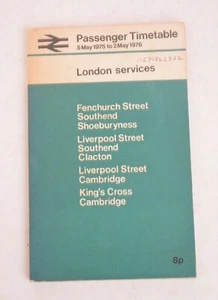 Passenger Timetable
5 May 1975 to 2 May 1976
London services
Fenchurch Street
Southend
Shoeburyness
Liverpool Street
Southend
Clacton
Liverpool Street
Cambridge
King's Cross
Cambridge
8p